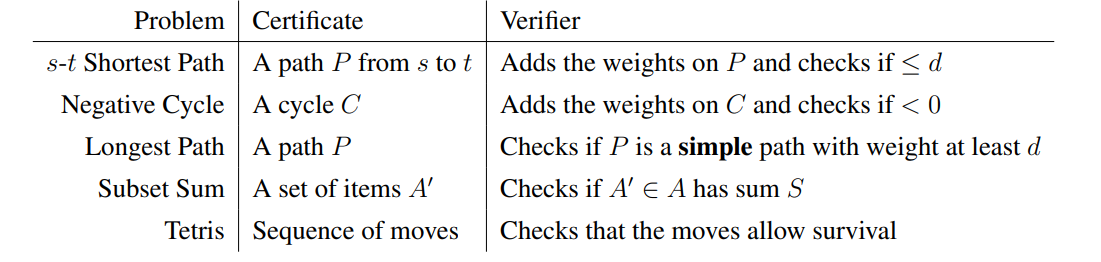 Problem Certificate Verifier
s-t Shortest Path A path P from s to t Adds the weights on P and checks if ≤ d
Negative Cycle A cycle C Adds the weights on C and checks if < 0
Longest Path A path P Checks if P is a simple path with weight at least d
Subset Sum A set of items A′ Checks if A′ ∈ A has sum S
Tetris Sequence of moves Checks that the moves allow survival